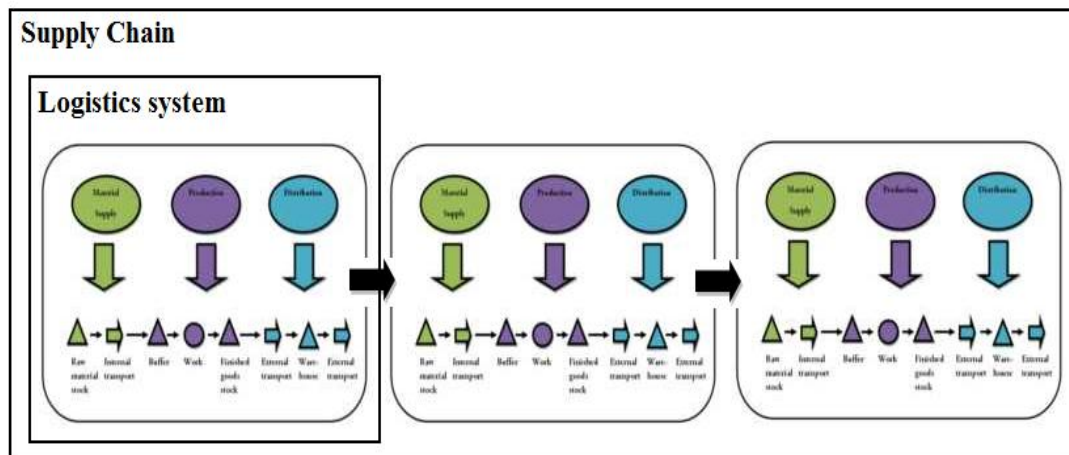 Supply Chain
Logistics system
Material
Supply
Production
Distribution
Raw
material
stock
Internal
transport
Buffer
Work
Finished
goods
stock
External
transport
Ware-
house
External
transport
Material
Supply
Production
Distribution
Raw
material
stock
Internal
transport
Buffer
Work
Finished
goods
stock
External
transport
Ware-
house
External
transport
Material
Supply
Production
Distribution
Raw
material
stock
Internal
transport
Buffer
Work
Finished
goods
stock
External
transport
Ware-
house
External
transport